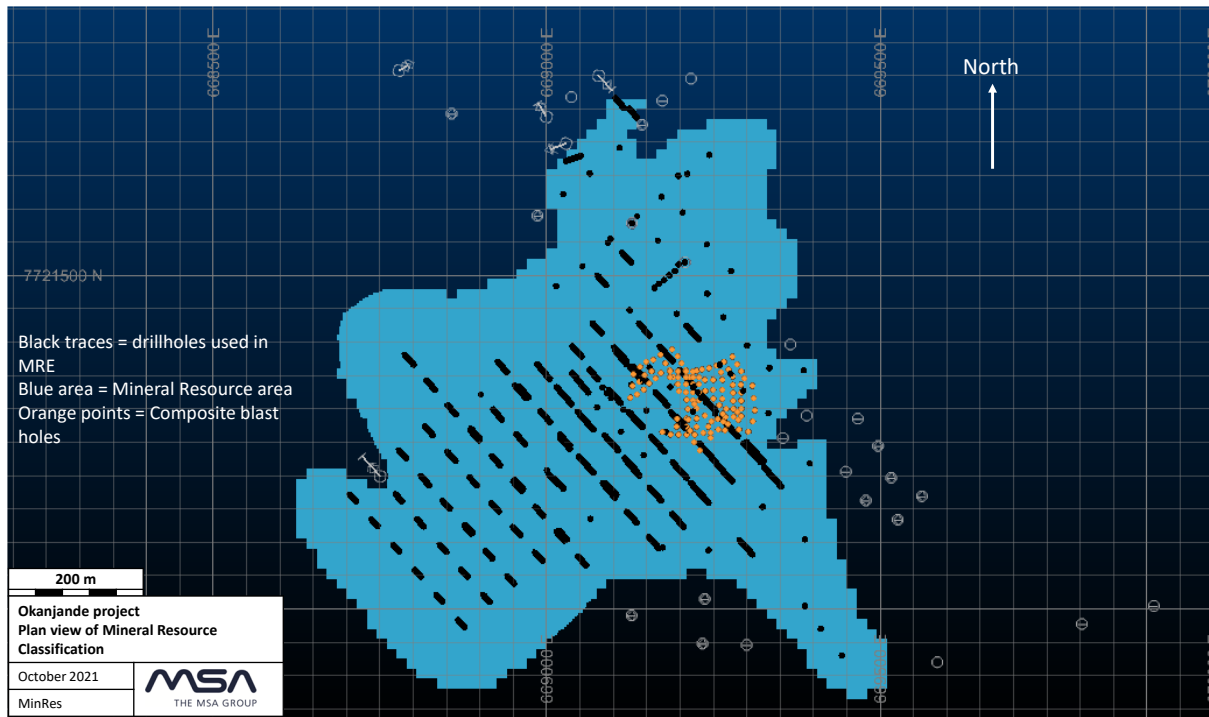 668500 E
669000 E
669500 E
North
7721500 N
Black traces = drillholes used in
MRE
Blue area = Mineral Resource area
Orange points = Composite blast
holes
200 m
Okanjande project
Plan view of Mineral Resource
Classification
October 2021
MinRes
MSA
THE MSA GROUP
669000 E